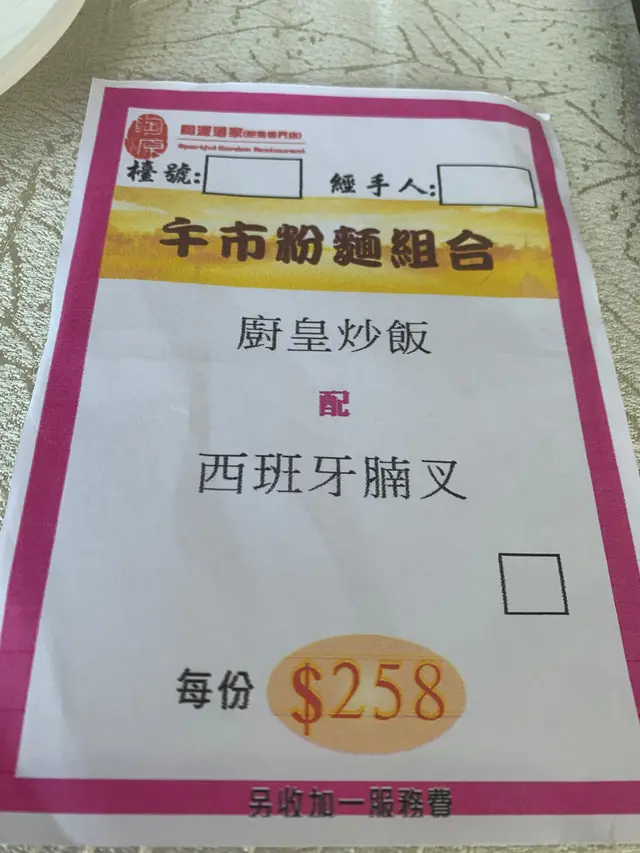 檯號:
經手人:
午市粉麵組合
廚皇炒飯
配
西班牙腩叉
每份 $258
另收加一服務費